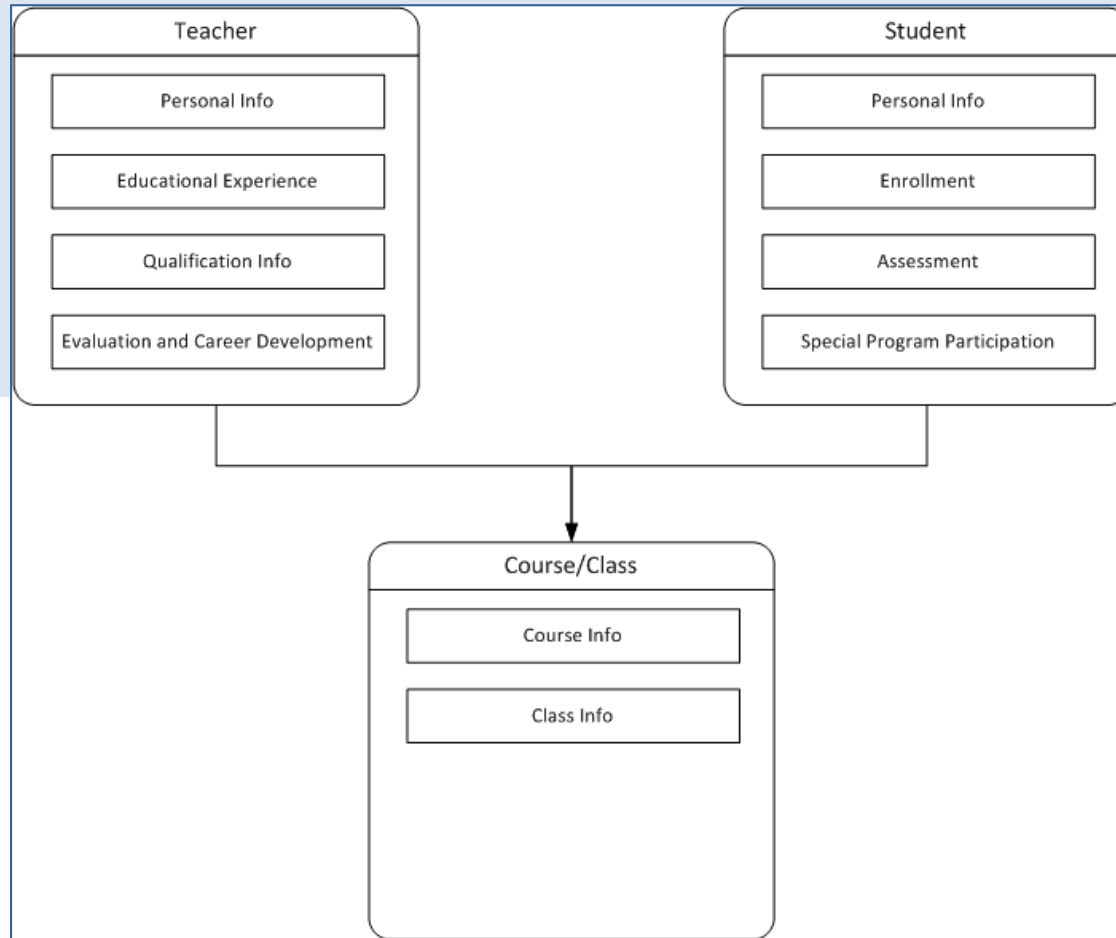 Teacher
Personal Info
Educational Experience
Qualification Info
Evaluation and Career Development
Student
Personal Info
Enrollment
Assessment
Special Program Participation
Course/Class
Course Info
Class Info